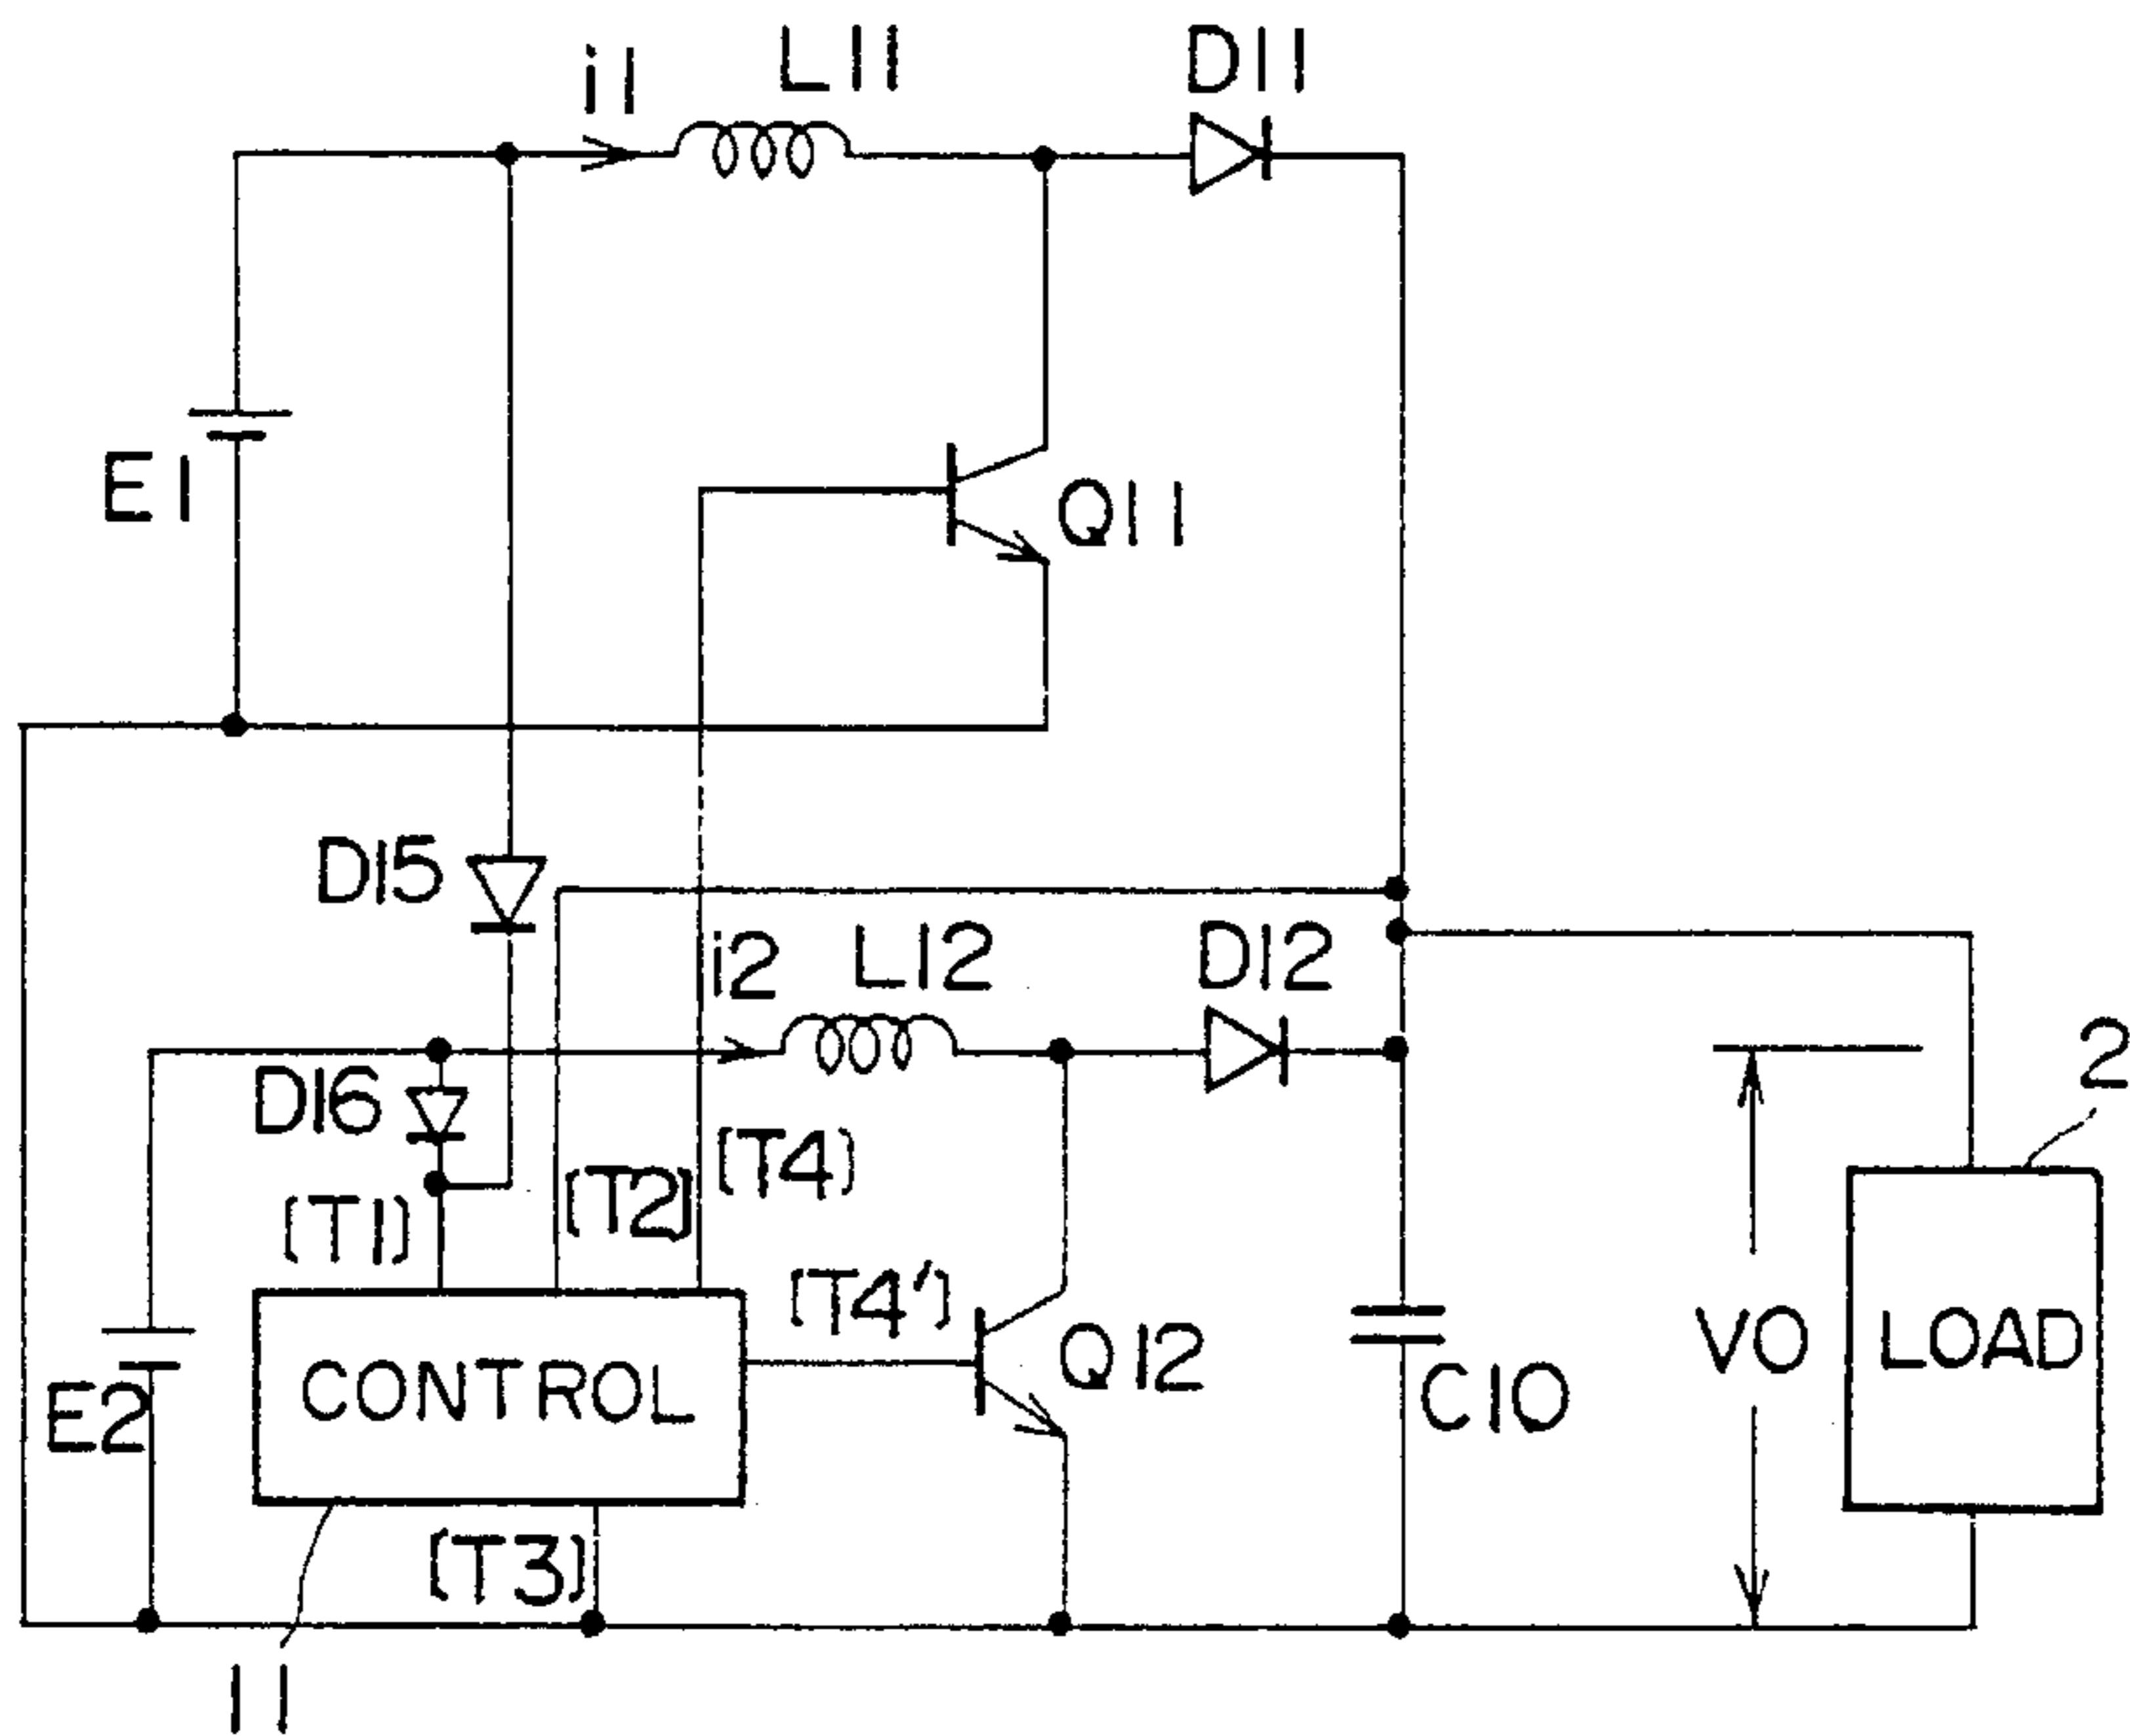 i1
L11
D11
E1
Q11
D15
i2
L12
D12
D16
2
(T1)
(T2)
(T4)
(T4')
E2
CONTROL
Q12
C10
VO
LOAD
(T3)
11